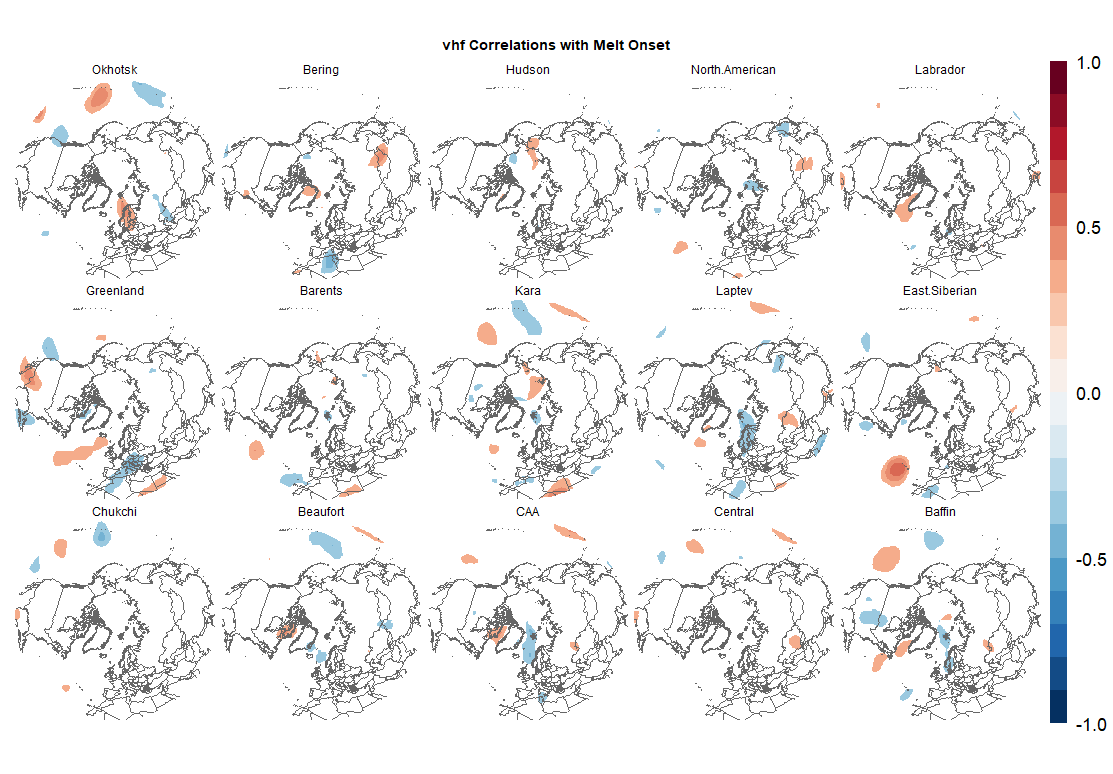 vhf Correlations with Melt Onset
Okhotsk
Bering
Hudson
North.American
Labrador
Greenland
Barents
Kara
Laptev
East.Siberian
Chukchi
Beaufort
CAA
Central
Baffin
1.0
0.5
0.0
-0.5
-1.0